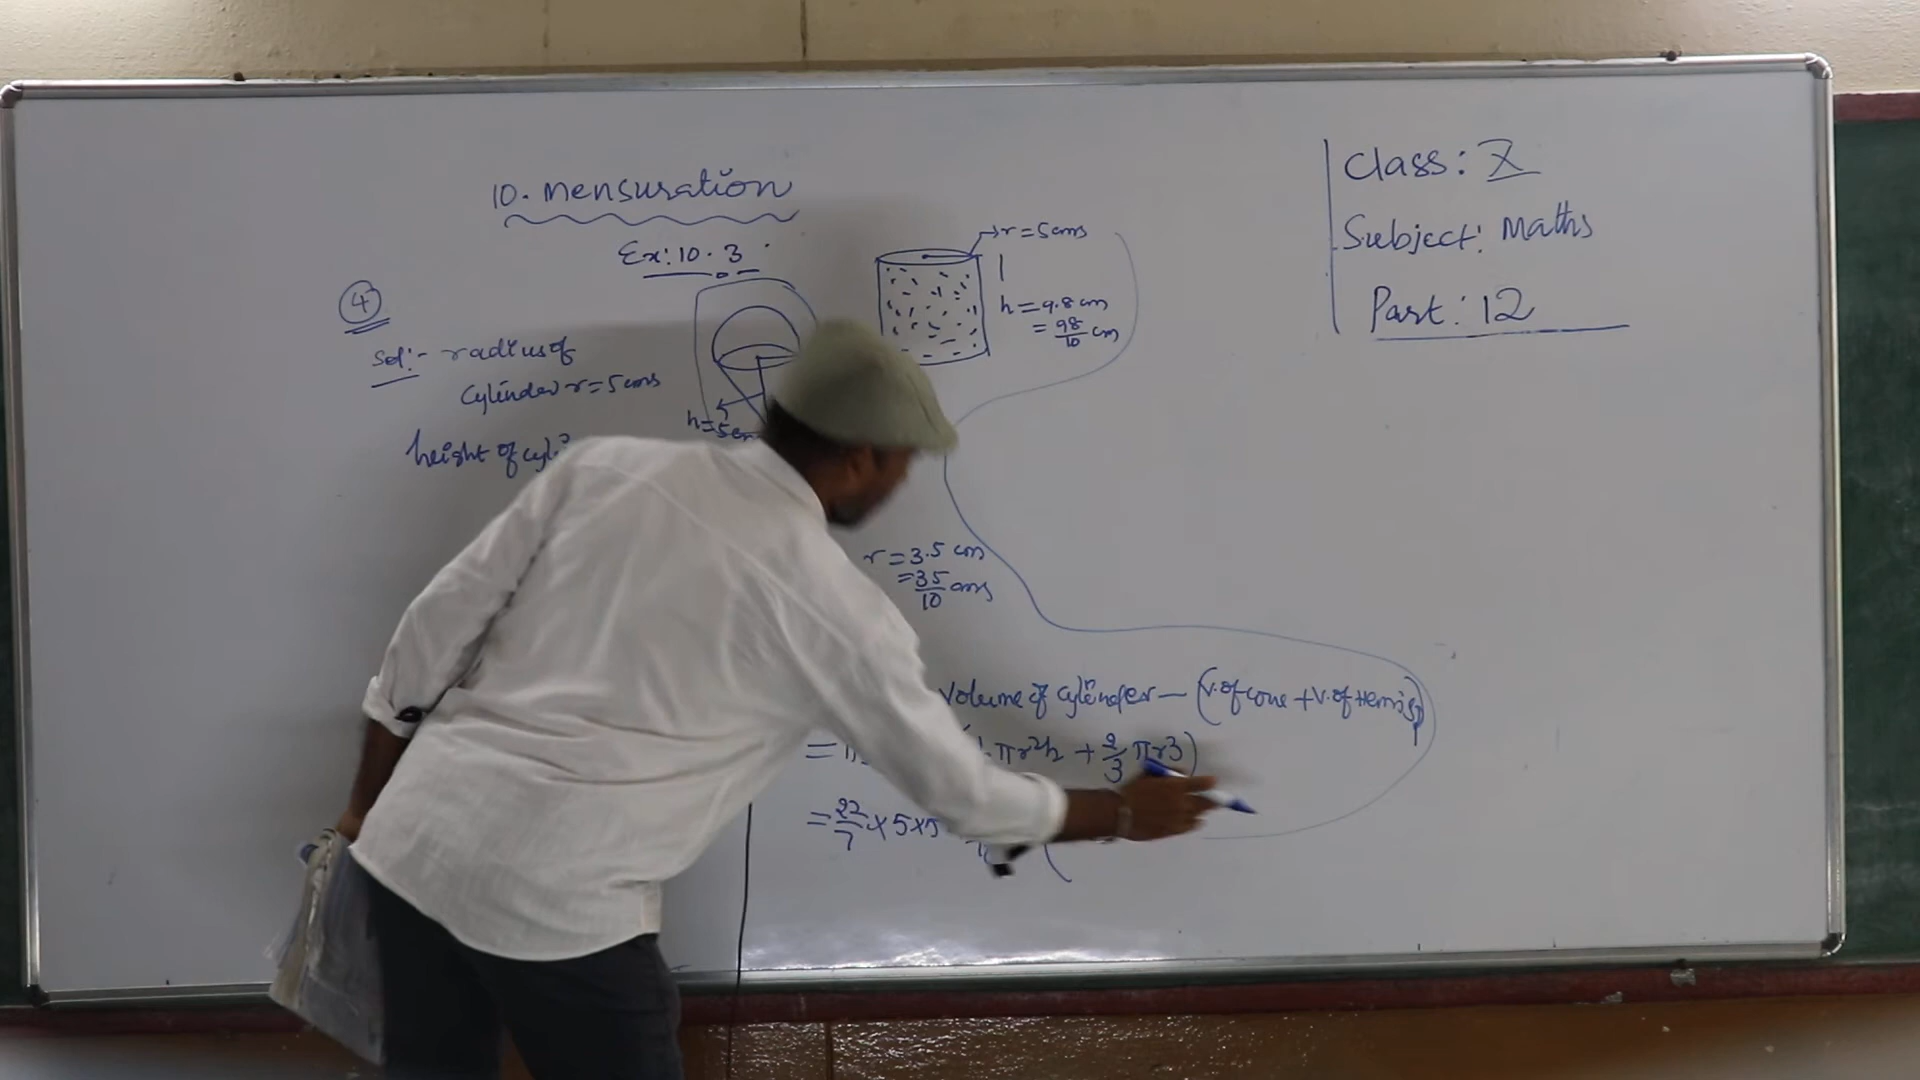 10. Mensuration
Ex: 10.3
4
Sol:- radius of
Cylinder r = 5cms
height of
h = 5cm
r = 5cms
h = 9.8 cm
= 98/10 cm
r = 3.5 cm
= 35/10 cms
Volume of cylinder - (V. of cone + V. of Hemisp)
= π πr²h + 2/3 πr3)
= 22/7 × 5 × 5
Class: X
Subject: Maths
Part: 12